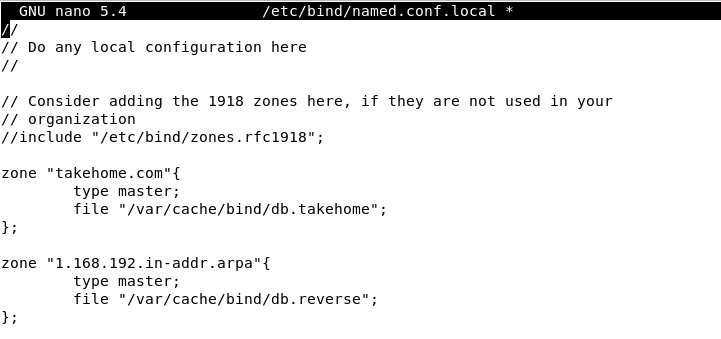 GNU nano 5.4 /etc/bind/named.conf.local *
//
// Do any local configuration here
//
// Consider adding the 1918 zones here, if they are not used in your
// organization
//include "/etc/bind/zones.rfc1918";
zone "takehome.com"{
type master;
file "/var/cache/bind/db.takehome";
};
zone "1.168.192.in-addr.arpa"{
type master;
file "/var/cache/bind/db.reverse";
};